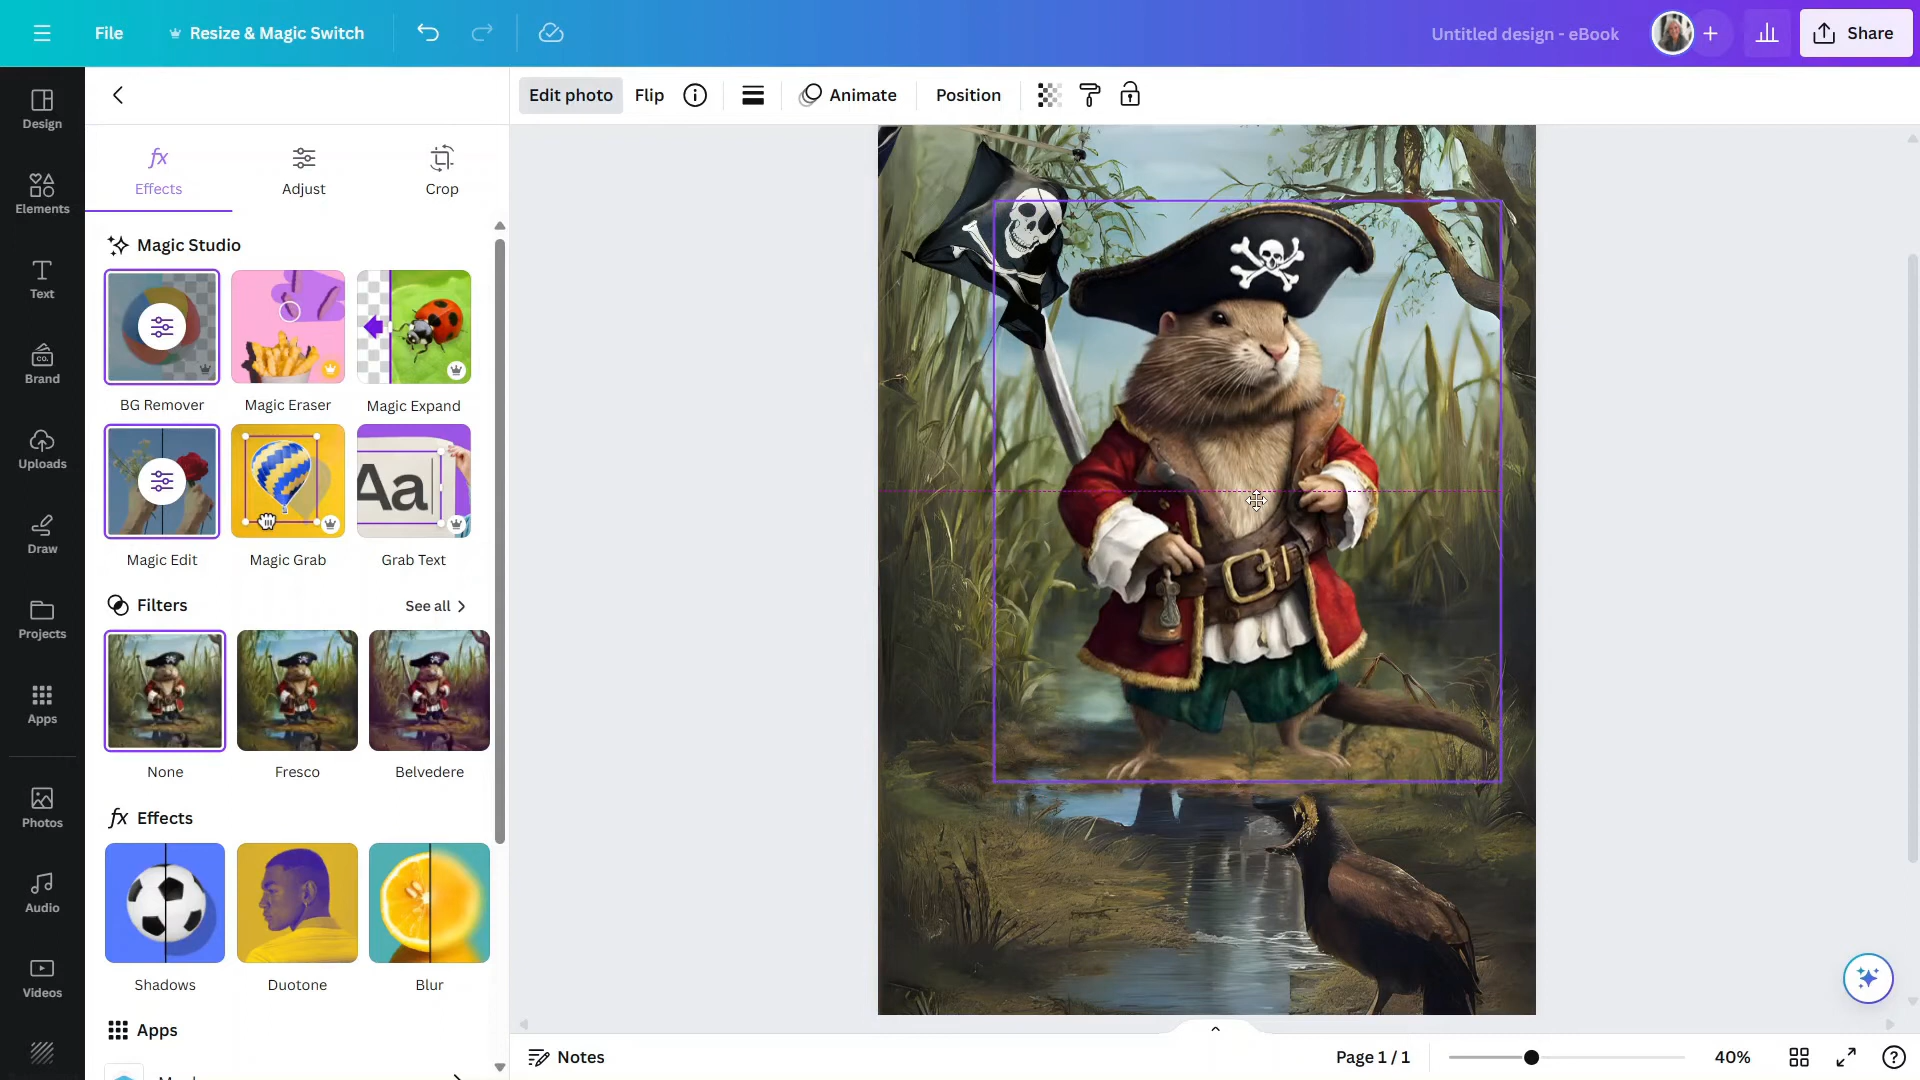 File
Resize & Magic Switch
Untitled design - eBook
Share
Design
Elements
Text
Brand
CO.
Uploads
Draw
Projects
Apps
Photos
Audio
Videos
Edit photo
Flip
Animate
Position
Effects
Adjust
Crop
Magic Studio
BG Remover
Magic Eraser
Magic Expand
Aa
Magic Edit
Magic Grab
Grab Text
Filters
See all
None
Fresco
Belvedere
fx Effects
Shadows
Duotone
Blur
Apps
Notes
Page 1 / 1
40%